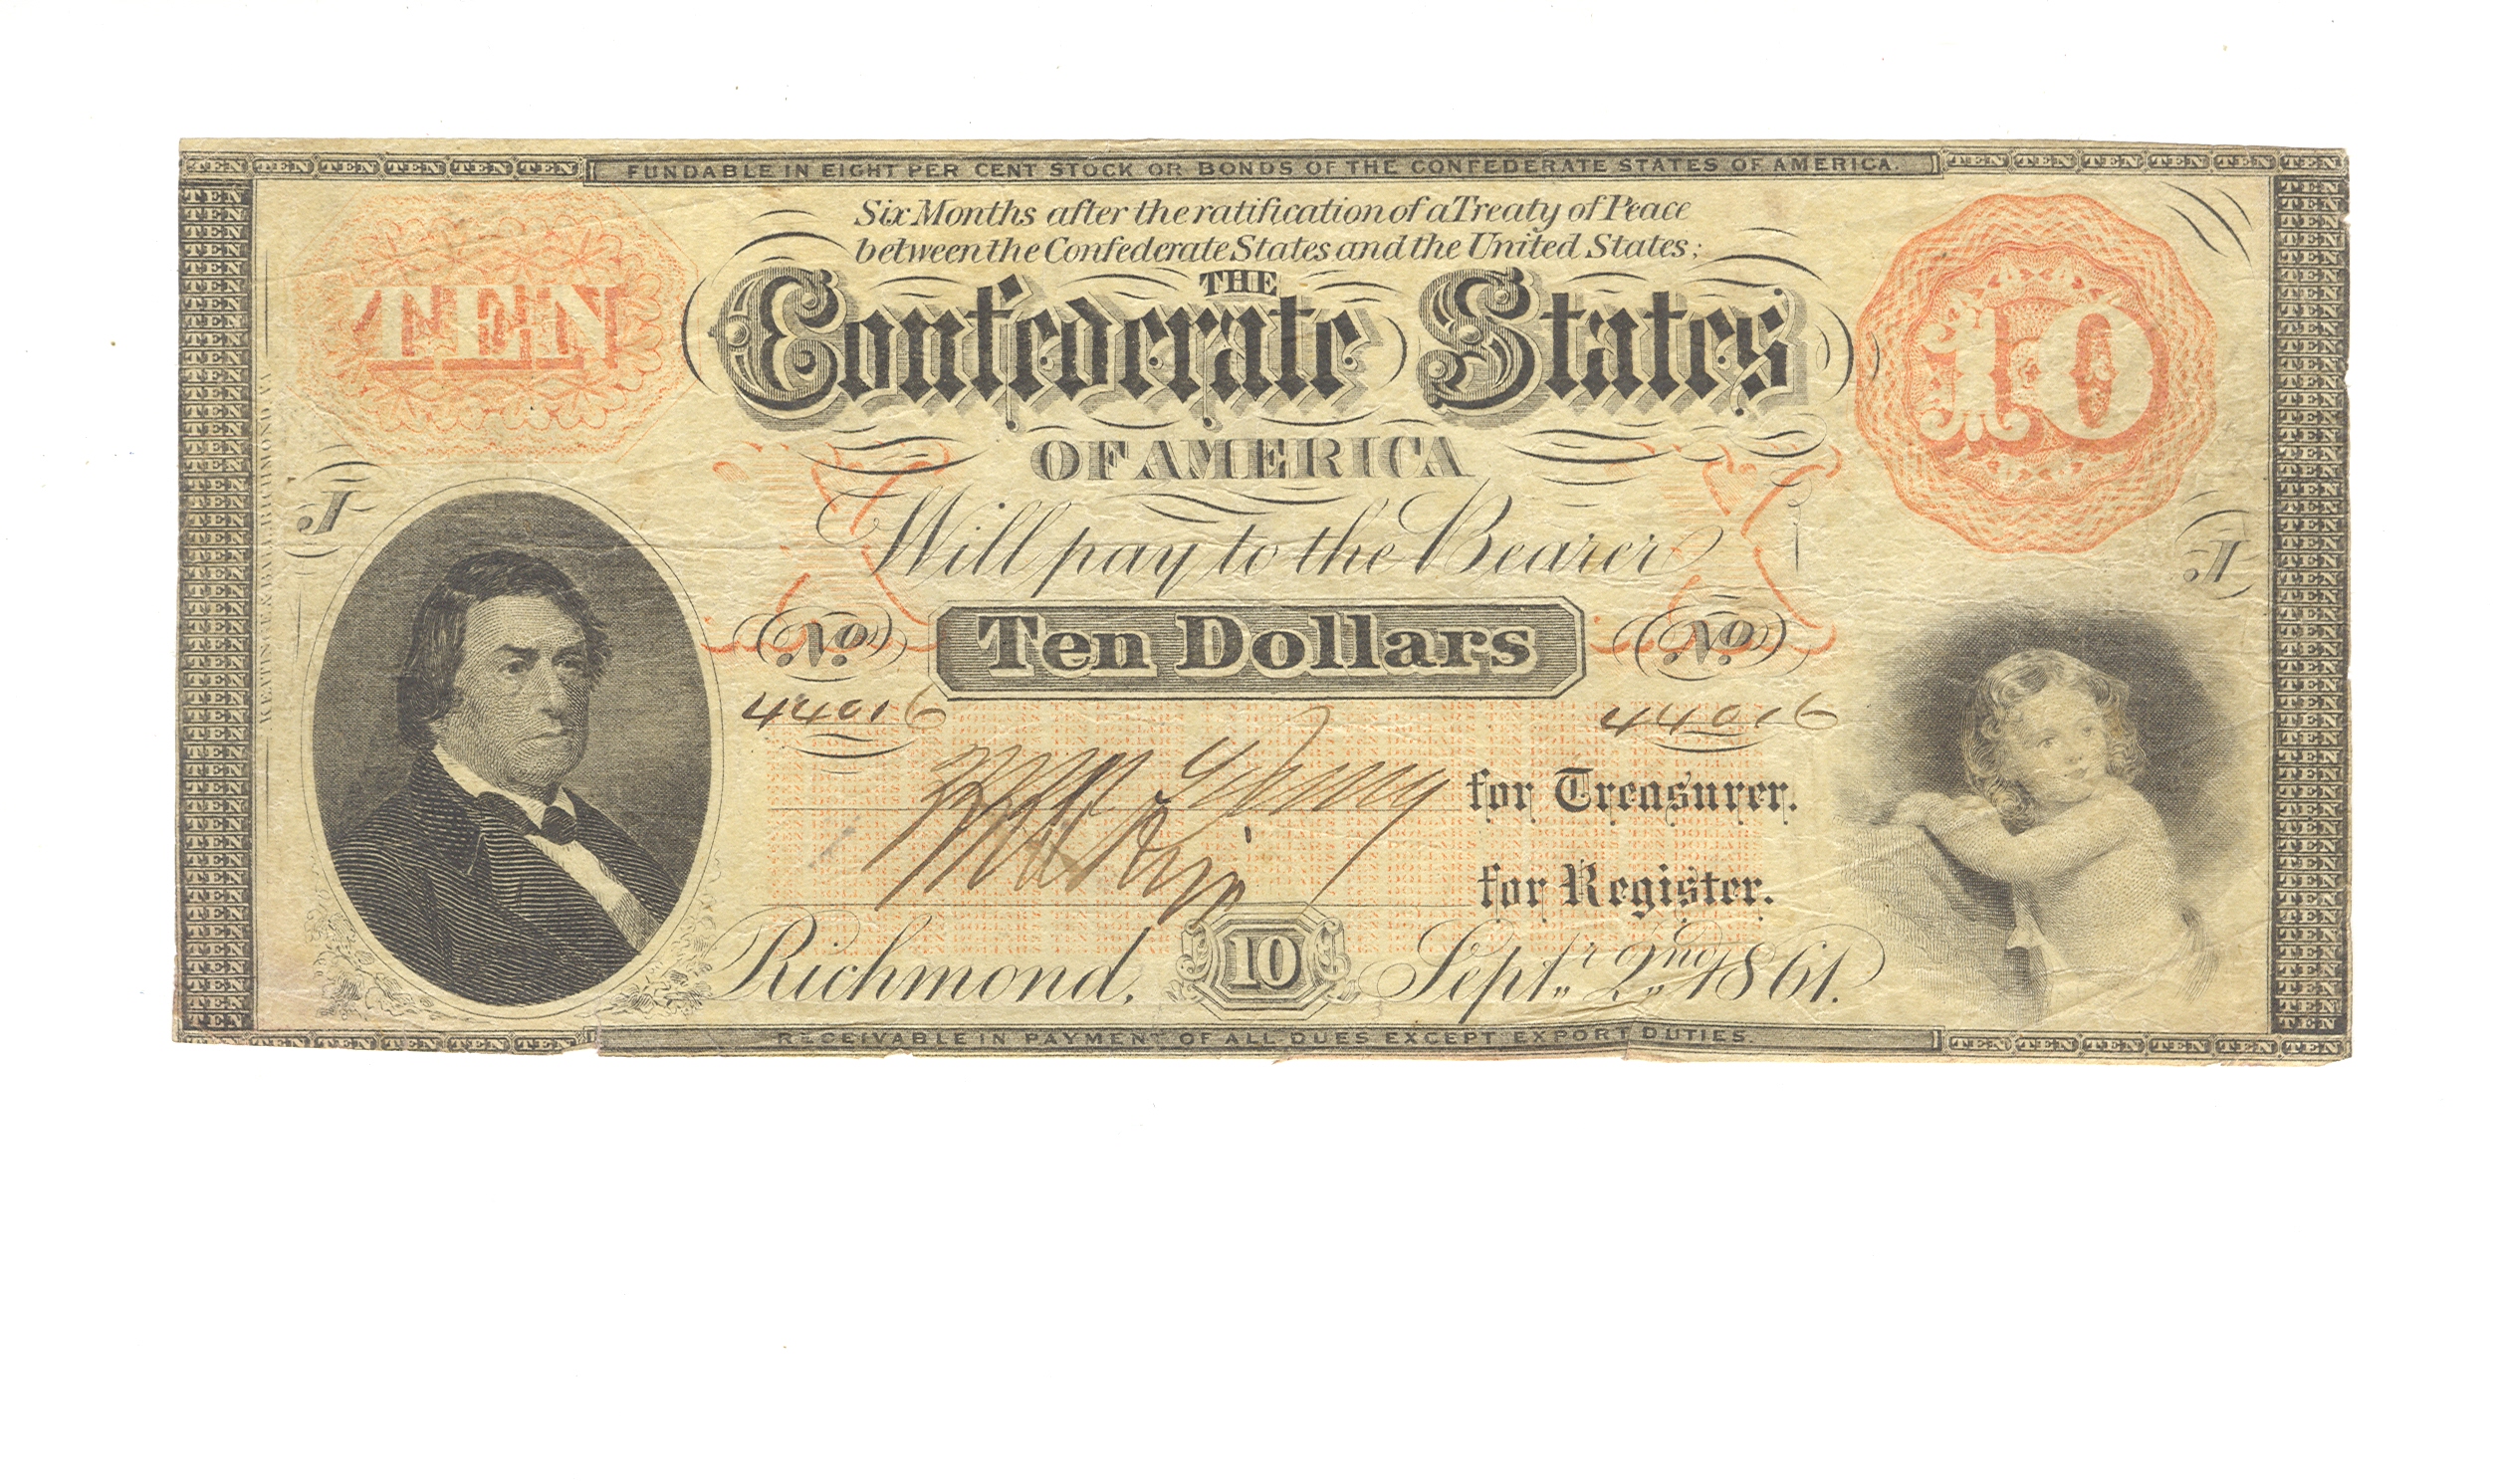 FUNDABLE IN EIGHT PER CENT STOCK OR BONDS OF THE CONFEDERATE STATES OF AMERICA.
Six Months after the ratification of a Treaty of Peace
between the Confederate States and the United States;
TEN
THE
Confederate States
10
OF AMERICA
J
J
Will pay to the Bearer
No.
Ten Dollars
No.
44016
44016
for Treasurer.
for Register.
Richmond,
10
Septr. 2nd, 1861.
RECEIVABLE IN PAYMENT OF ALL DUES EXCEPT EXPORT DUTIES.